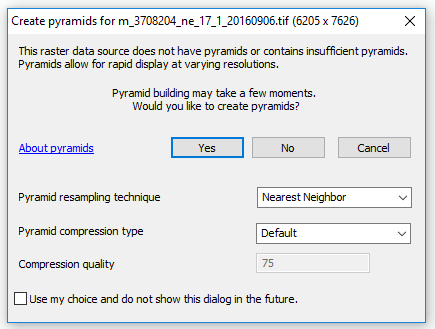 Create pyramids for m_3708204_ne_17_1_20160906.tif (6205 x 7626)
This raster data source does not have pyramids or contains insufficient pyramids.
Pyramids allow for rapid display at varying resolutions.
Pyramid building may take a few moments.
Would you like to create pyramids?
About pyramids Yes No Cancel
Pyramid resampling technique Nearest Neighbor
Pyramid compression type Default
Compression quality 75
Use my choice and do not show this dialog in the future.